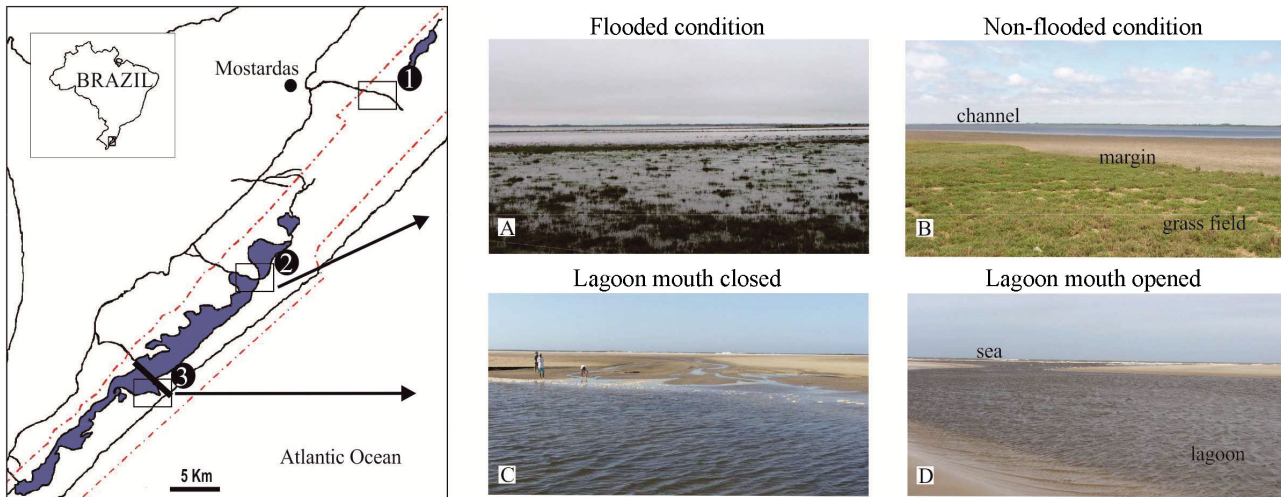 BRAZIL
Mostardas
1
2
3
Atlantic Ocean
5 Km
Flooded condition
A
Non-flooded condition
channel
margin
grass field
B
Lagoon mouth closed
C
Lagoon mouth opened
sea
lagoon
D